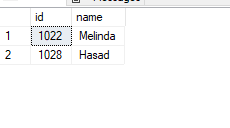 Messages
id name
1 1022 Melinda
2 1028 Hasad